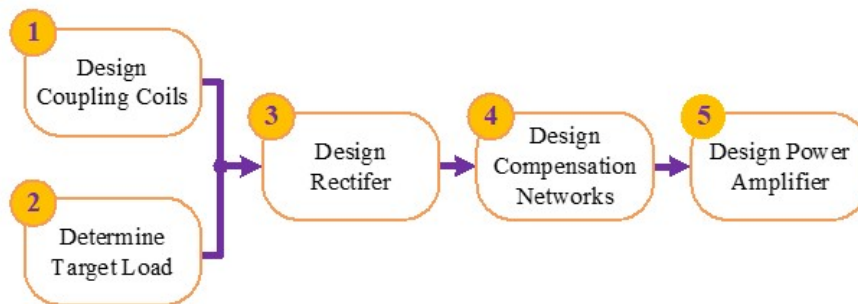 1
Design
Coupling Coils
2
Determine
Target Load
3
Design
Rectifer
4
Design
Compensation
Networks
5
Design Power
Amplifier